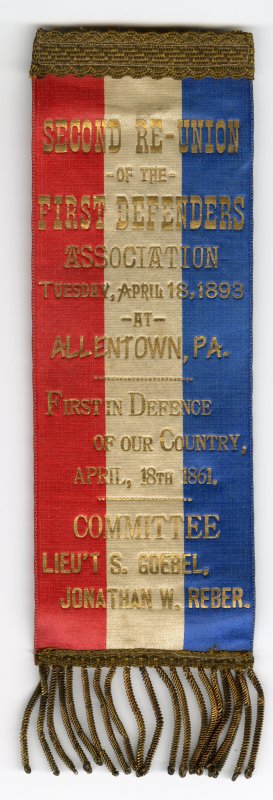 SECOND RE-UNION
-OF THE-
FIRST DEFENDERS
ASSOCIATION
TUESDAY, APRIL 18, 1893
-AT-
ALLENTOWN, PA.
FIRST IN DEFENCE
OF OUR COUNTRY,
APRIL, 18TH 1861.
COMMITTEE
LIEU'T S. GOEBEL,
JONATHAN W. REBER.